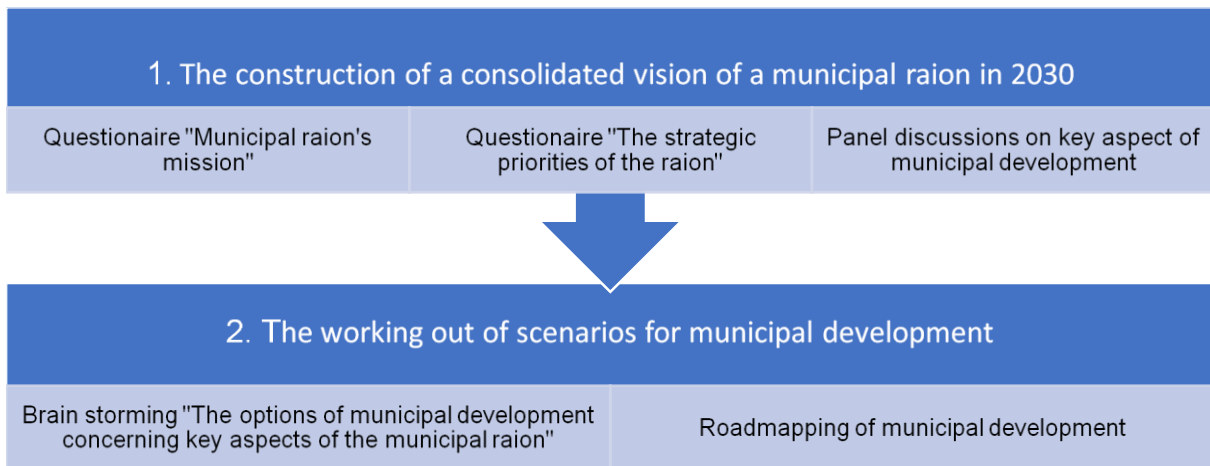 1. The construction of a consolidated vision of a municipal raion in 2030
Questionaire "Municipal raion's
mission"
Questionaire "The strategic
priorities of the raion"
Panel discussions on key aspect of
municipal development
2. The working out of scenarios for municipal development
Brain storming "The options of municipal development
concerning key aspects of the municipal raion"
Roadmapping of municipal development